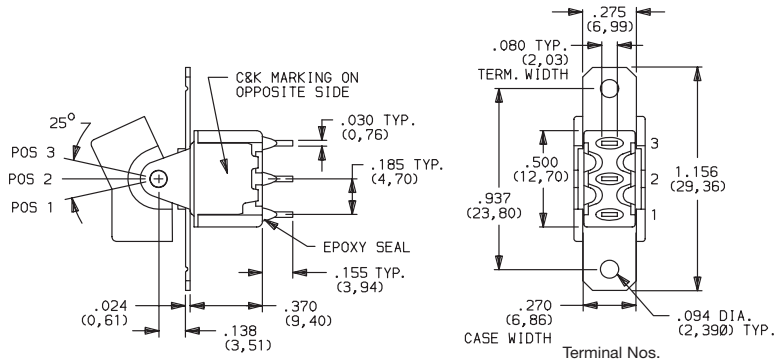 C&K MARKING ON
OPPOSITE SIDE
25°
POS 3
POS 2
POS 1
.030 TYP.
(0,76)
.185 TYP.
(4,70)
EPOXY SEAL
.155 TYP.
(3,94)
.024
(0,61)
.370
(9,40)
.138
(3,51)
.275
(6,99)
.080 TYP.
(2,03)
TERM. WIDTH
3
2
1
.500
(12,70)
1.156
(29,36)
.937
(23,80)
.270
(6,86)
CASE WIDTH
.094 DIA.
(2,390) TYP.
Terminal Nos.